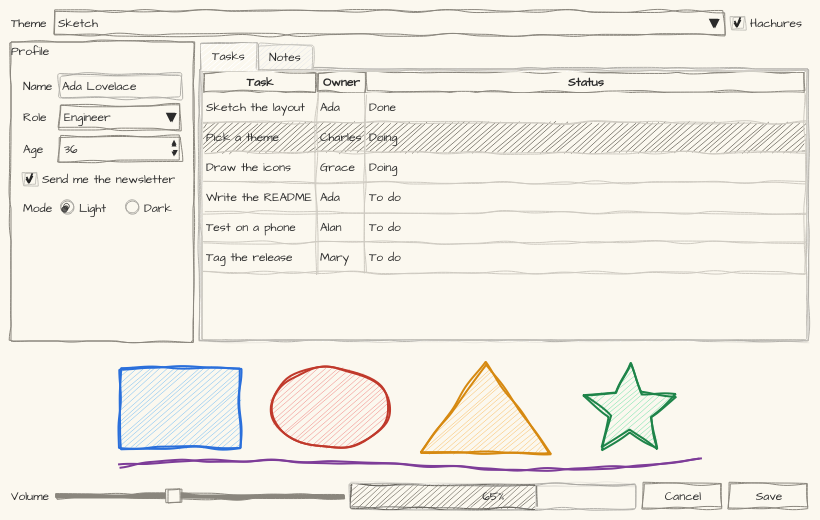 Theme Sketch Hachures
Profile
Name Ada Lovelace
Role Engineer
Age 36
Send me the newsletter
Mode Light Dark
Tasks Notes
Task Owner Status
Sketch the layout Ada Done
Pick a theme Charles Doing
Draw the icons Grace Doing
Write the README Ada To do
Test on a phone Alan To do
Tag the release Mary To do
Volume 65% Cancel Save